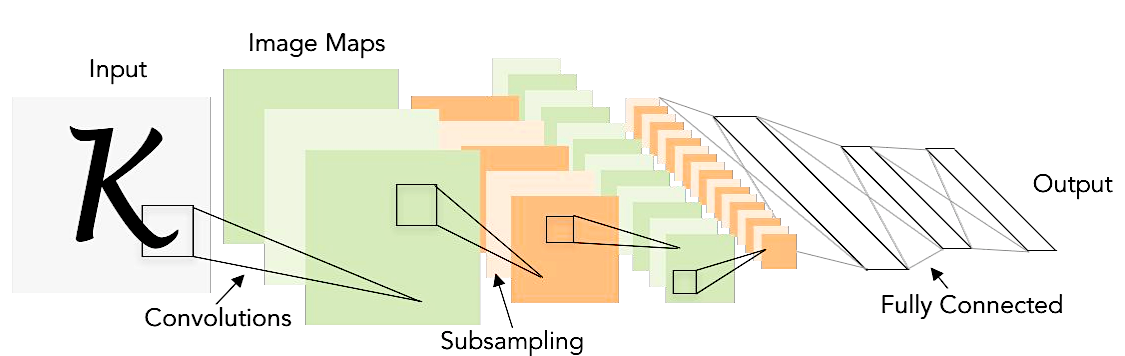 Image Maps
Input
K
Output
Convolutions
Subsampling
Fully Connected